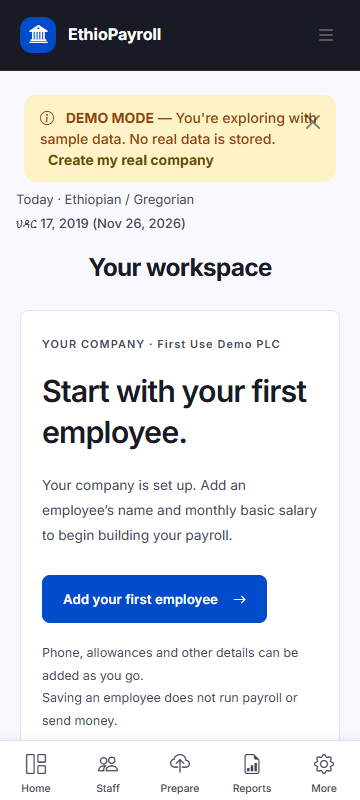 EthioPayroll
DEMO MODE — You're exploring with
sample data. No real data is stored.
Create my real company
Today · Ethiopian / Gregorian
ህዳር 17, 2019 (Nov 26, 2026)
Your workspace
YOUR COMPANY · First Use Demo PLC
Start with your first
employee.
Your company is set up. Add an
employee's name and monthly basic salary
to begin building your payroll.
Add your first employee →
Phone, allowances and other details can be
added as you go.
Saving an employee does not run payroll or
send money.
Home Staff Prepare Reports More